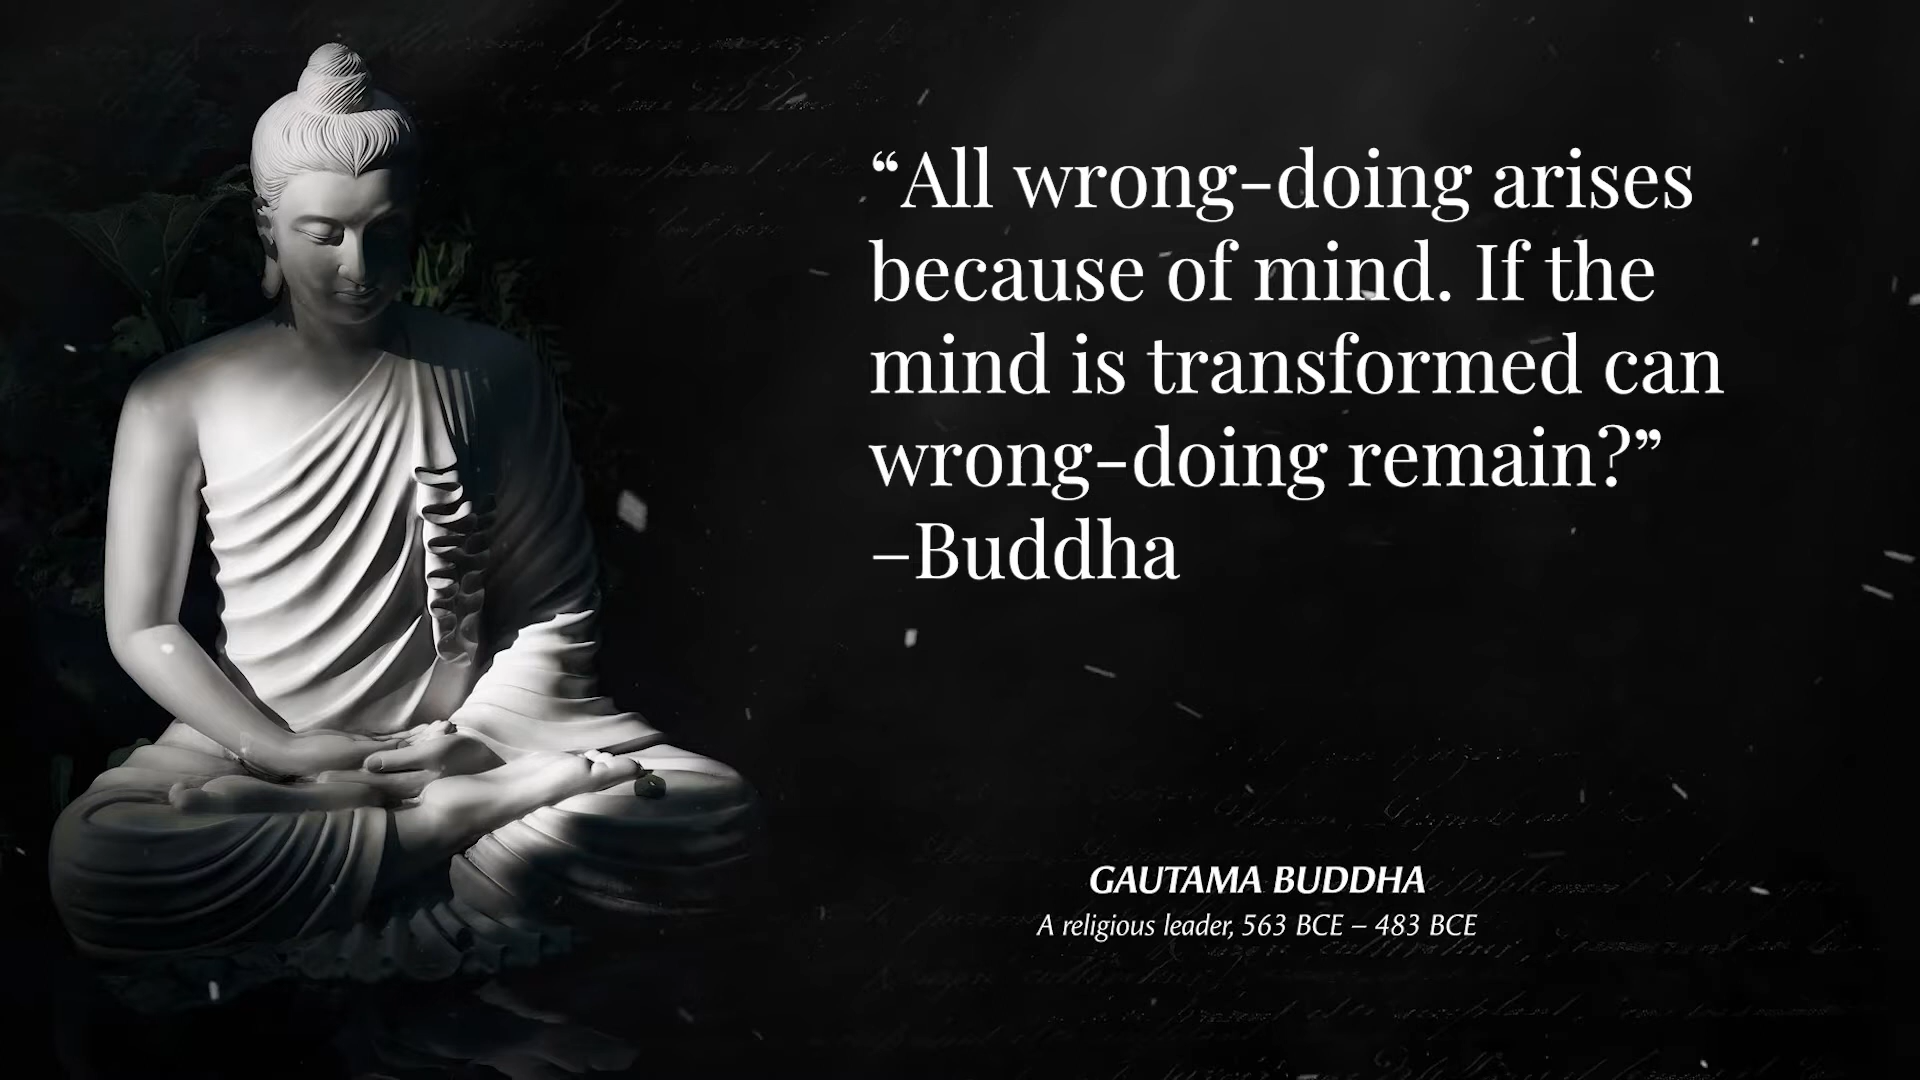 “All wrong-doing arises
because of mind. If the
mind is transformed can
wrong-doing remain?”
–Buddha
GAUTAMA BUDDHA
A religious leader, 563 BCE – 483 BCE